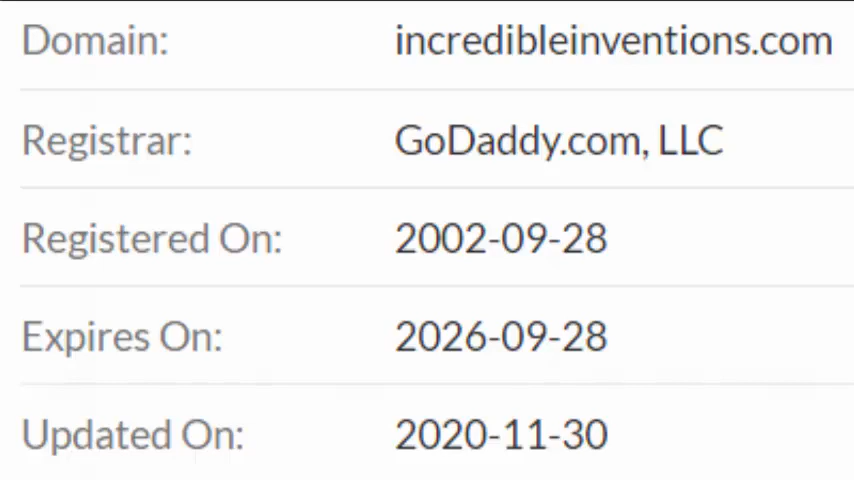 Domain: incredibleinventions.com
Registrar: GoDaddy.com, LLC
Registered On: 2002-09-28
Expires On: 2026-09-28
Updated On: 2020-11-30